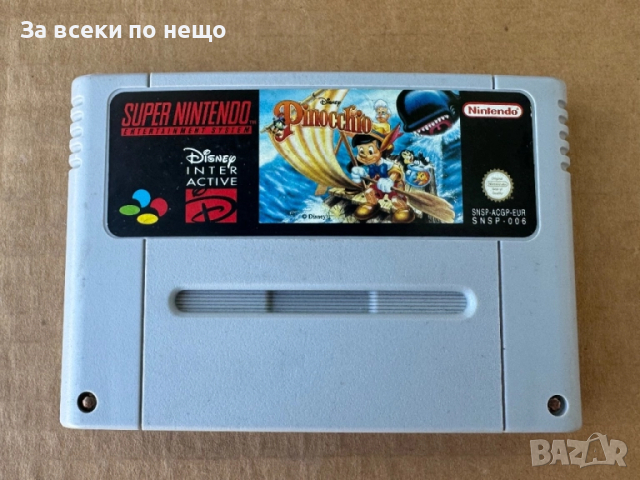 За всеки по нещо
SUPER NINTENDO
ENTERTAINMENT SYSTEM
Disney
INTER
ACTIVE
Disney
Pinocchio
© Disney
Nintendo
SNSP-ACGP-EUR
SNSP-006
BAZAR